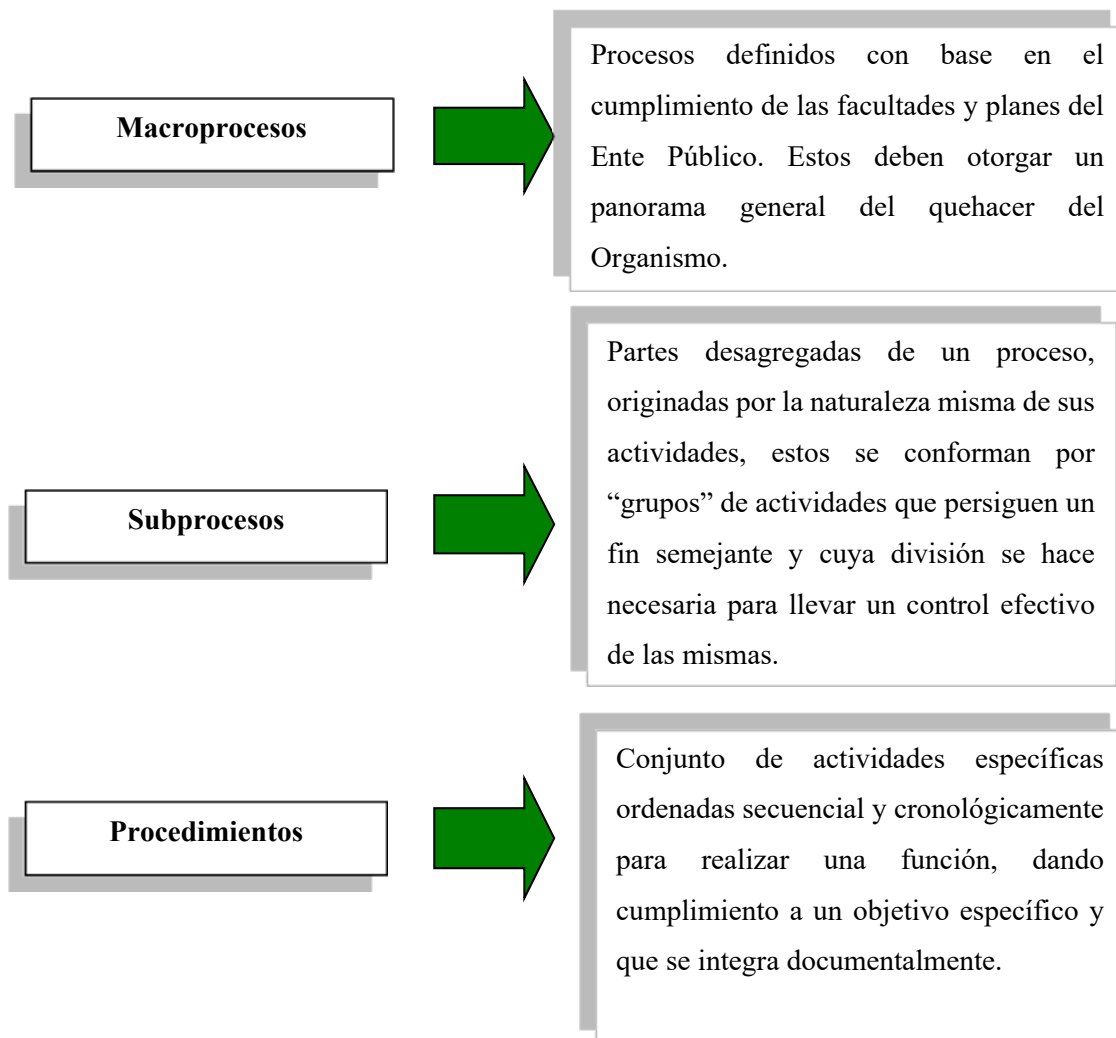 Macroprocesos
Procesos definidos con base en el
cumplimiento de las facultades y planes del
Ente Público. Estos deben otorgar un
panorama general del quehacer del
Organismo.
Subprocesos
Partes desagregadas de un proceso,
originadas por la naturaleza misma de sus
actividades, estos se conforman por
“grupos” de actividades que persiguen un
fin semejante y cuya división se hace
necesaria para llevar un control efectivo
de las mismas.
Procedimientos
Conjunto de actividades específicas
ordenadas secuencial y cronológicamente
para realizar una función, dando
cumplimiento a un objetivo específico y
que se integra documentalmente.